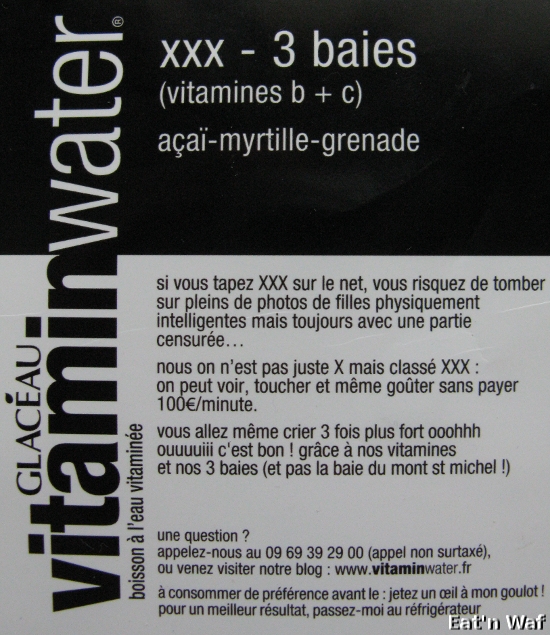 xxx - 3 baies
(vitamines b + c)
açaï-myrtille-grenade
GLACÉAU
vitaminwater®
boisson à l'eau vitaminée
si vous tapez XXX sur le net, vous risquez de tomber
sur pleins de photos de filles physiquement
intelligentes mais toujours avec une partie
censurée...
nous on n'est pas juste X mais classé XXX :
on peut voir, toucher et même goûter sans payer
100€/minute.
vous allez même crier 3 fois plus fort ooohhh
ouuuuiii c'est bon ! grâce à nos vitamines
et nos 3 baies (et pas la baie du mont st michel !)
une question ?
appelez-nous au 09 69 39 29 00 (appel non surtaxé),
ou venez visiter notre blog : www.vitaminwater.fr
à consommer de préférence avant le : jetez un œil à mon goulot !
pour un meilleur résultat, passez-moi au réfrigérateur
Eat'n Waf